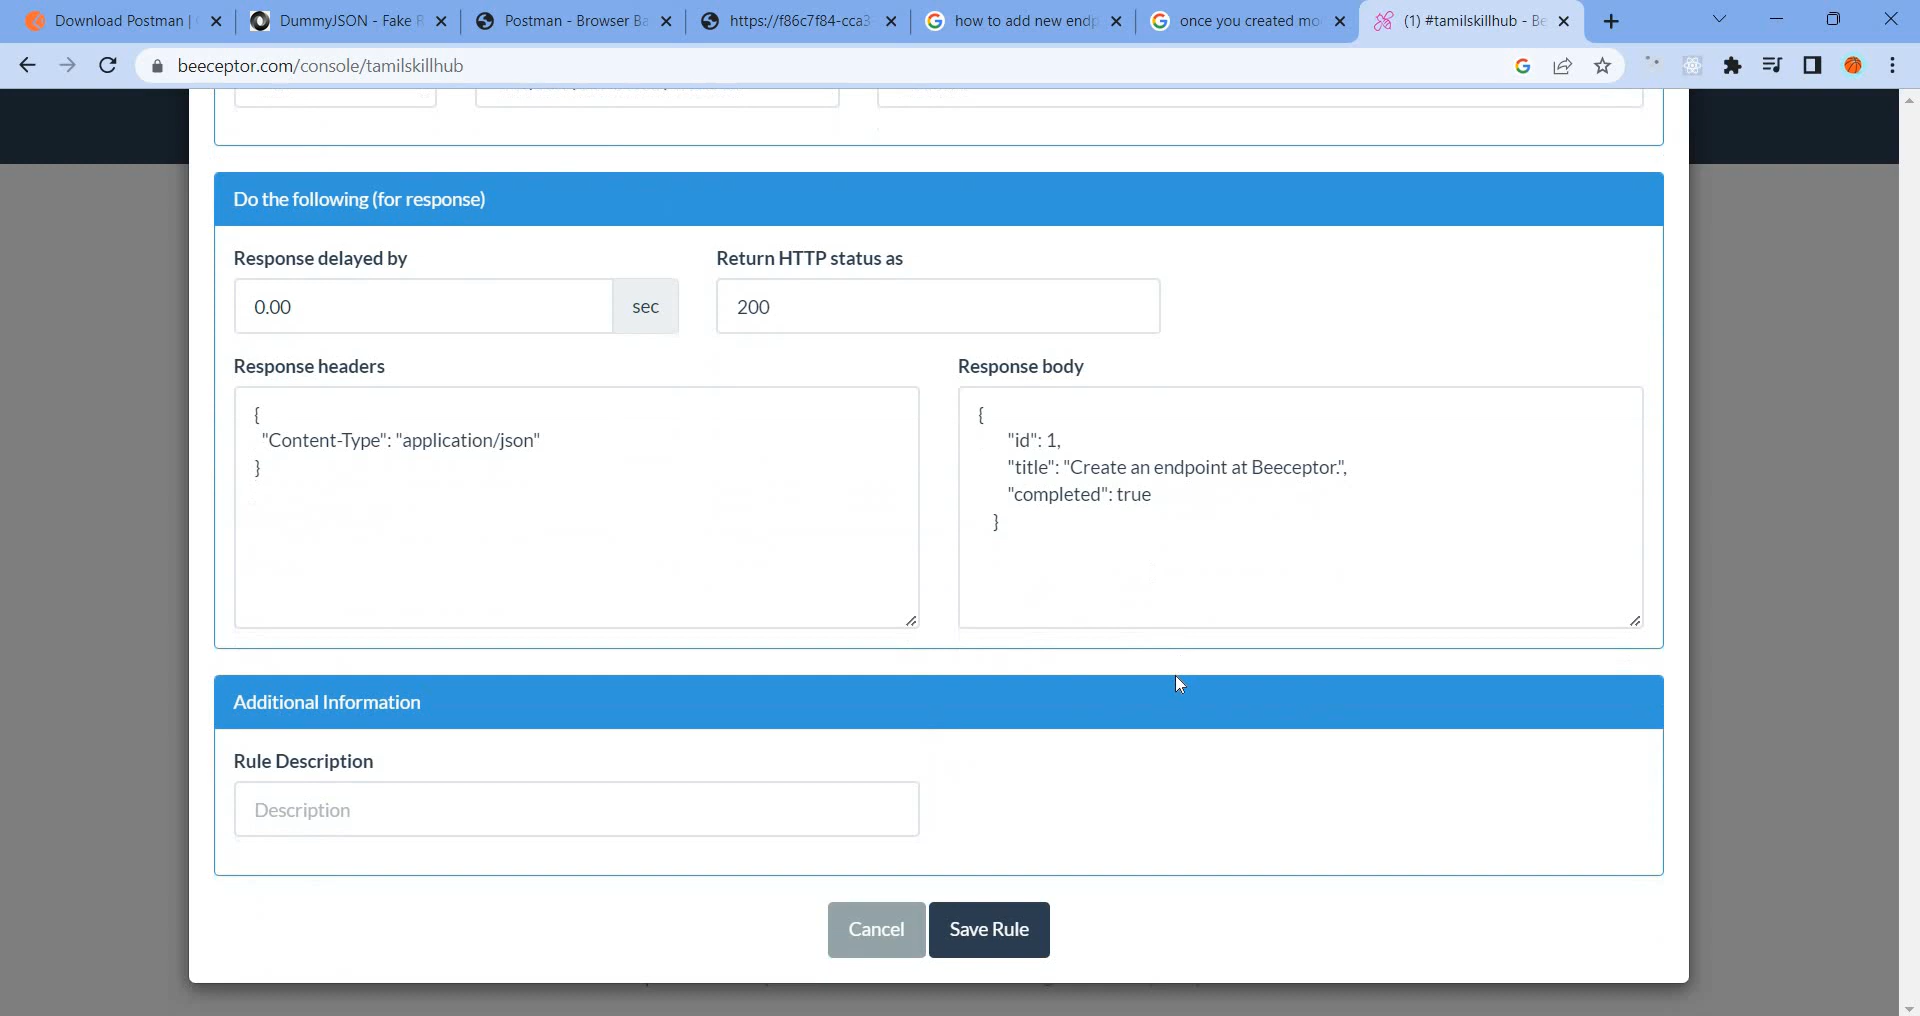 Download Postman |
DummyJSON - Fake R
Postman - Browser Ba
https://f86c7f84-cca3
how to add new endp
once you created mo
(1) #tamilskillhub - Be
beeceptor.com/console/tamilskillhub
Do the following (for response)
Response delayed by
Return HTTP status as
0.00
sec
200
Response headers
Response body
{
"Content-Type": "application/json"
}
{
"id": 1,
"title": "Create an endpoint at Beeceptor.",
"completed": true
}
Additional Information
Rule Description
Description
Cancel
Save Rule